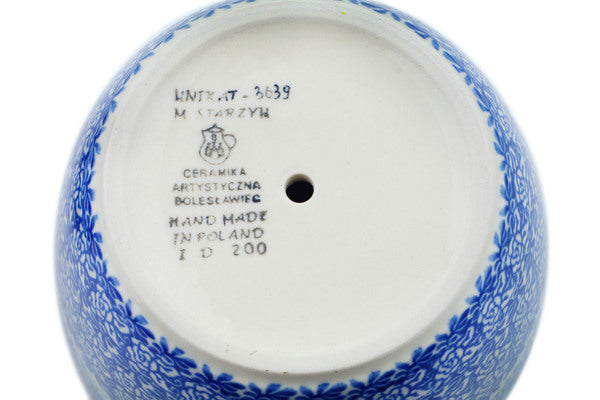 UNIKAT - 3639
M. STARZYK
CERAMIKA
ARTYSTYCZNA
BOLESŁAWIEC
HAND MADE
IN POLAND
I D 200